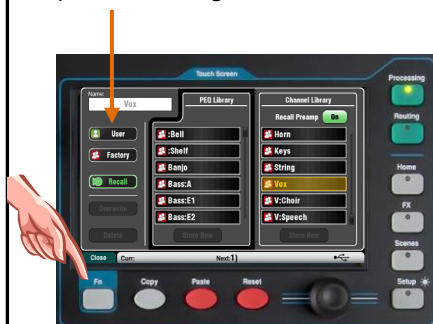 Touch Screen
Processing
Name:
Vox
PEQ Library
Channel Library
Recall Preamp On
Routing
User
:Bell
Horn
Factory
:Shelf
Keys
Home
Banjo
String
Recall
Bass:A
Vox
FX
Overwrite
Bass:E1
V:Choir
Bass:E2
V:Speech
Scenes
Delete
Store New
Store New
Close
Curr:
Next:1)
Fn
Copy
Paste
Reset
Setup